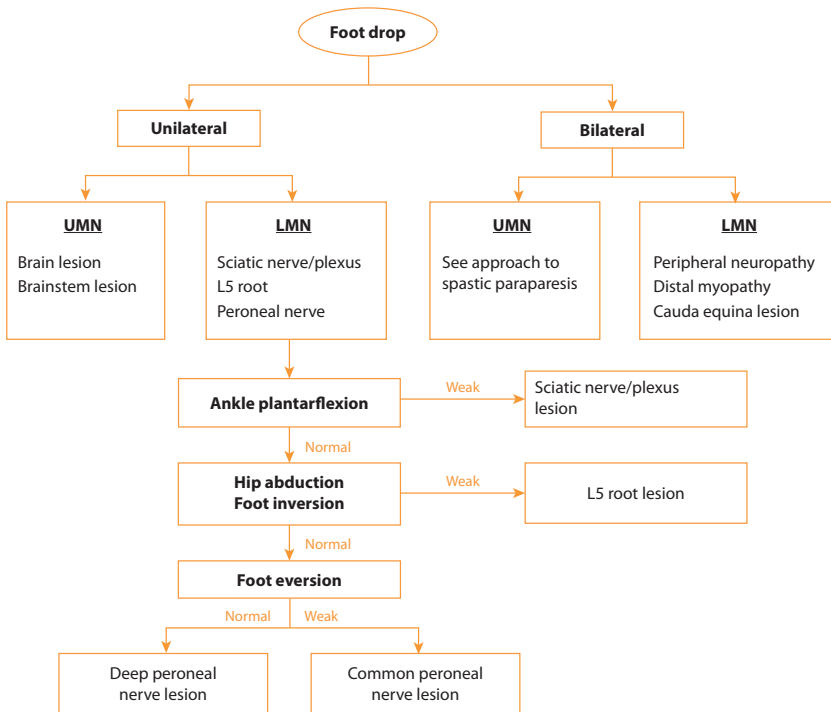 Foot drop
Unilateral
Bilateral
UMN
Brain lesion
Brainstem lesion
LMN
Sciatic nerve/plexus
L5 root
Peroneal nerve
UMN
See approach to
spastic paraparesis
LMN
Peripheral neuropathy
Distal myopathy
Cauda equina lesion
Ankle plantarflexion
Weak
Sciatic nerve/plexus
lesion
Normal
Hip abduction
Foot inversion
Weak
L5 root lesion
Normal
Foot eversion
Normal
Weak
Deep peroneal
nerve lesion
Common peroneal
nerve lesion